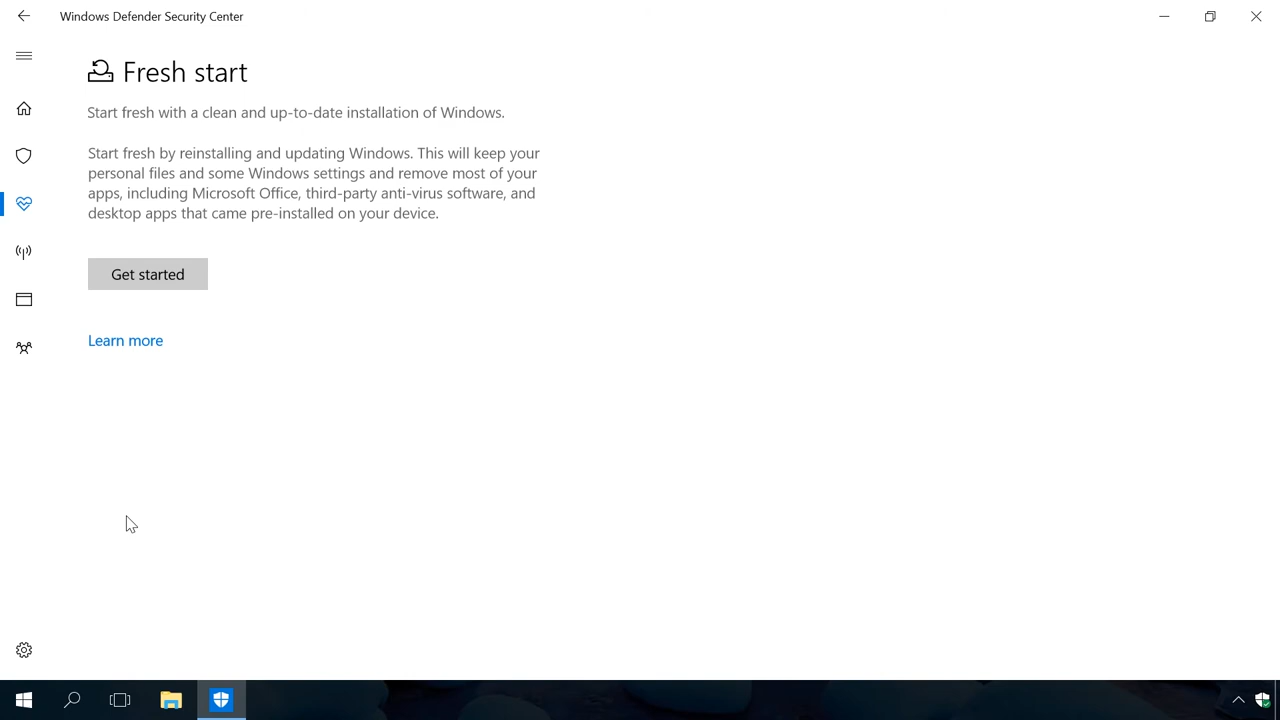 Windows Defender Security Center
Fresh start
Start fresh with a clean and up-to-date installation of Windows.
Start fresh by reinstalling and updating Windows. This will keep your
personal files and some Windows settings and remove most of your
apps, including Microsoft Office, third-party anti-virus software, and
desktop apps that came pre-installed on your device.
Get started
Learn more